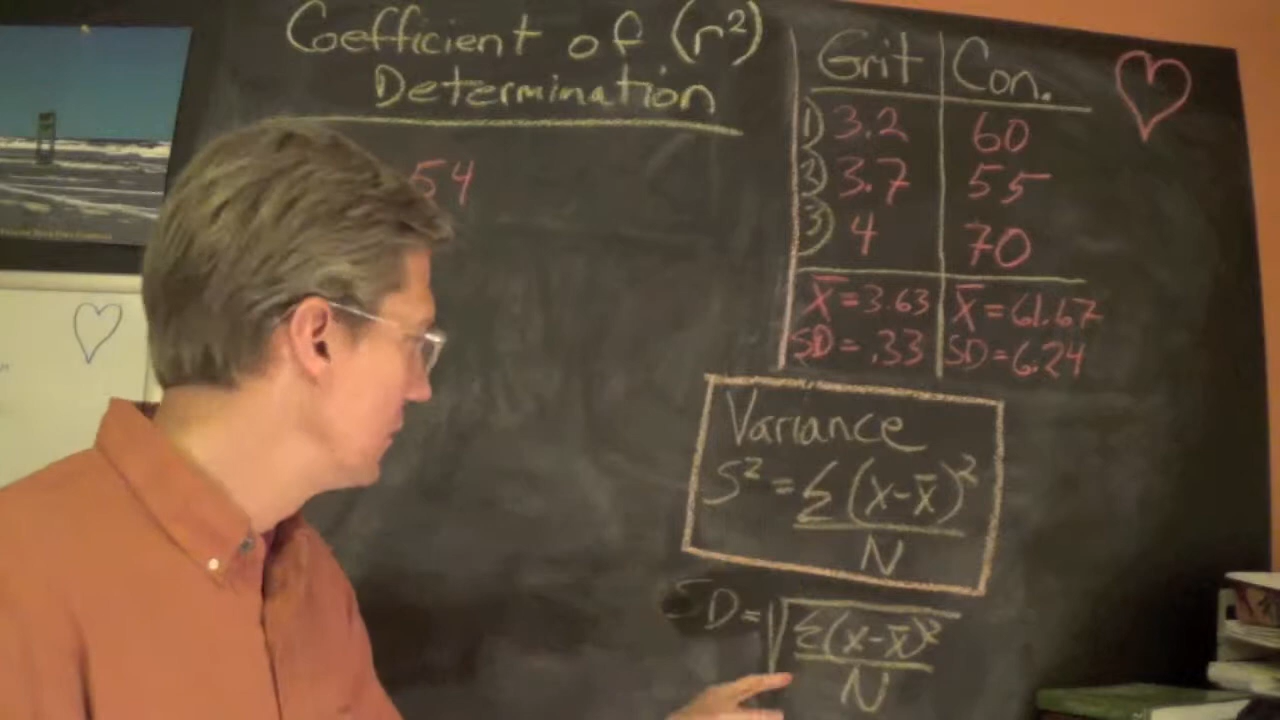 Coefficient of (r²)
Determination
54
Grit Con.
1) 3.2 60
2) 3.7 55
3) 4 70
X̄=3.63 X̄=61.67
SD=.33 SD=6.24
Variance
S²=Σ(x-x̄)²
N
SD=√Σ(x-x̄)²
N